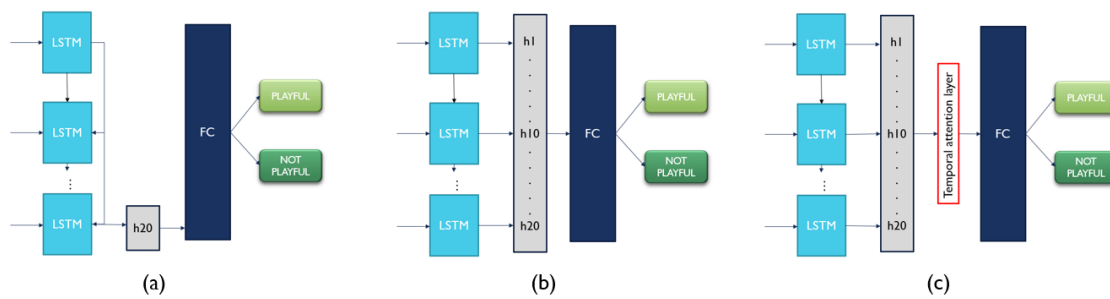 LSTM
LSTM
⋮
LSTM
h20
FC
PLAYFUL
NOT
PLAYFUL
(a)
LSTM
LSTM
⋮
LSTM
h1
h10
h20
FC
PLAYFUL
NOT
PLAYFUL
(b)
LSTM
LSTM
⋮
LSTM
h1
h10
h20
Temporal attention layer
FC
PLAYFUL
NOT
PLAYFUL
(c)